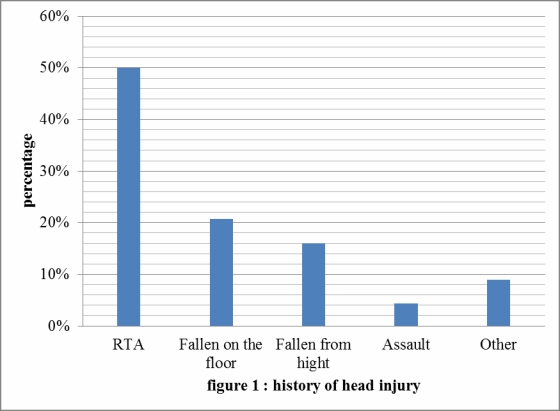 60%
50%
40%
30%
20%
10%
0%
percentage
RTA
Fallen on the
floor
Fallen from
hight
Assault
Other
figure 1 : history of head injury